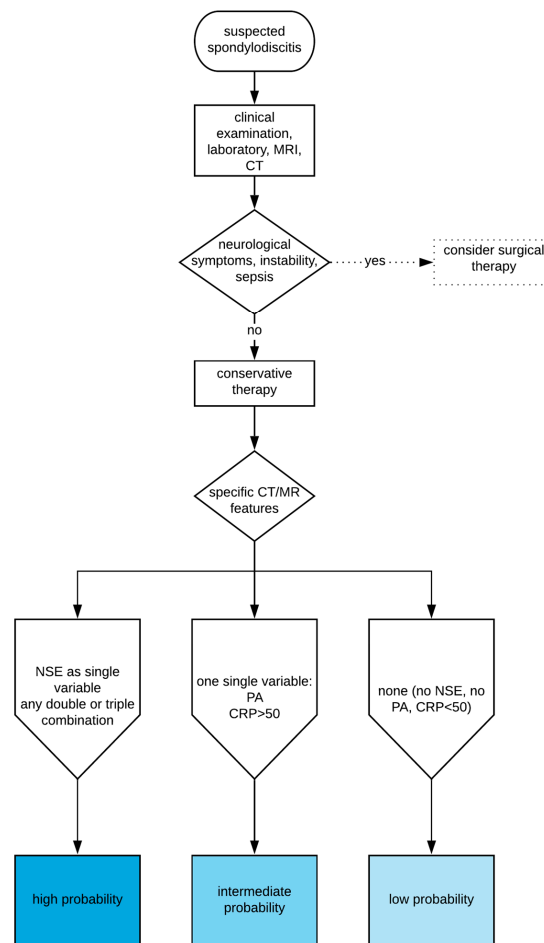 suspected
spondylodiscitis
clinical
examination,
laboratory, MRI,
CT
neurological
symptoms, instability,
sepsis
yes
consider surgical
therapy
no
conservative
therapy
specific CT/MR
features
NSE as single
variable
any double or triple
combination
one single variable:
PA
CRP>50
none (no NSE, no
PA, CRP<50)
high probability
intermediate
probability
low probability